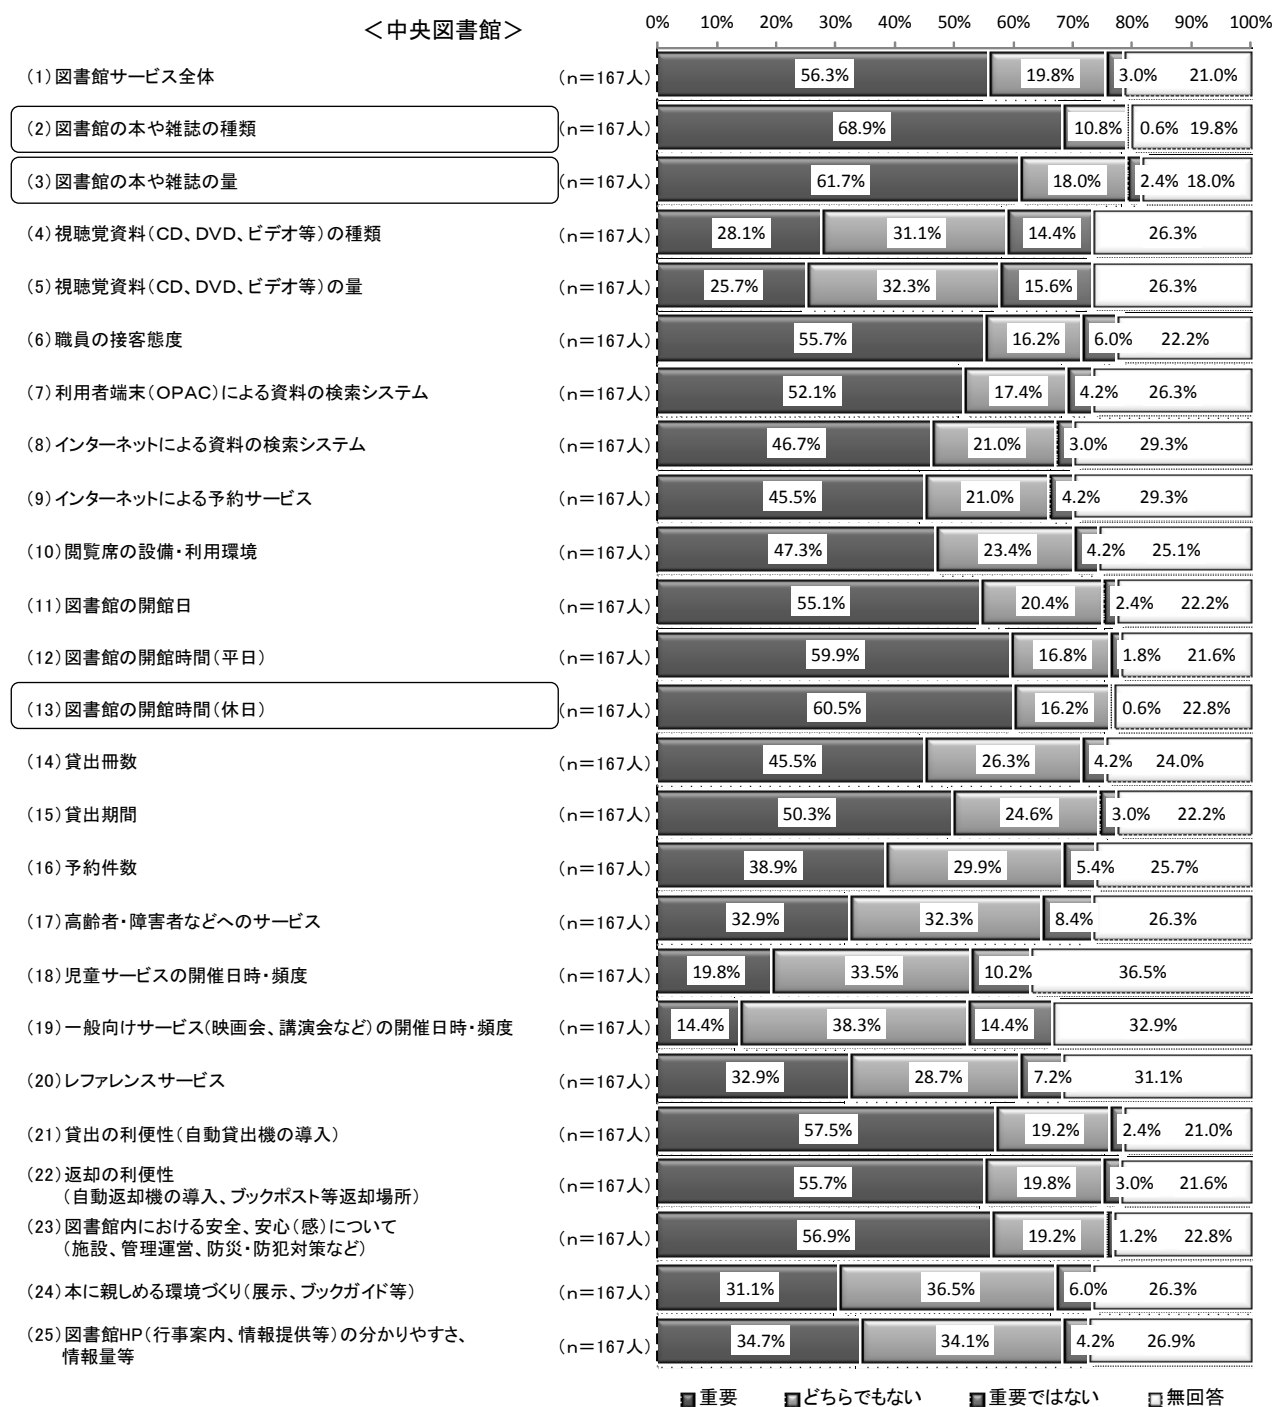 0% 10% 20% 30% 40% 50% 60% 70% 80% 90% 100%
＜中央図書館＞
(1)図書館サービス全体 (n=167人) 56.3% 19.8% 3.0% 21.0%
(2)図書館の本や雑誌の種類 (n=167人) 68.9% 10.8% 0.6% 19.8%
(3)図書館の本や雑誌の量 (n=167人) 61.7% 18.0% 2.4% 18.0%
(4)視聴覚資料(CD、DVD、ビデオ等)の種類 (n=167人) 28.1% 31.1% 14.4% 26.3%
(5)視聴覚資料(CD、DVD、ビデオ等)の量 (n=167人) 25.7% 32.3% 15.6% 26.3%
(6)職員の接客態度 (n=167人) 55.7% 16.2% 6.0% 22.2%
(7)利用者端末(OPAC)による資料の検索システム (n=167人) 52.1% 17.4% 4.2% 26.3%
(8)インターネットによる資料の検索システム (n=167人) 46.7% 21.0% 3.0% 29.3%
(9)インターネットによる予約サービス (n=167人) 45.5% 21.0% 4.2% 29.3%
(10)閲覧席の設備・利用環境 (n=167人) 47.3% 23.4% 4.2% 25.1%
(11)図書館の開館日 (n=167人) 55.1% 20.4% 2.4% 22.2%
(12)図書館の開館時間(平日) (n=167人) 59.9% 16.8% 1.8% 21.6%
(13)図書館の開館時間(休日) (n=167人) 60.5% 16.2% 0.6% 22.8%
(14)貸出冊数 (n=167人) 45.5% 26.3% 4.2% 24.0%
(15)貸出期間 (n=167人) 50.3% 24.6% 3.0% 22.2%
(16)予約件数 (n=167人) 38.9% 29.9% 5.4% 25.7%
(17)高齢者・障害者などへのサービス (n=167人) 32.9% 32.3% 8.4% 26.3%
(18)児童サービスの開催日時・頻度 (n=167人) 19.8% 33.5% 10.2% 36.5%
(19)一般向けサービス(映画会、講演会など)の開催日時・頻度 (n=167人) 14.4% 38.3% 14.4% 32.9%
(20)レファレンスサービス (n=167人) 32.9% 28.7% 7.2% 31.1%
(21)貸出の利便性(自動貸出機の導入) (n=167人) 57.5% 19.2% 2.4% 21.0%
(22)返却の利便性
(自動返却機の導入、ブックポスト等返却場所) (n=167人) 55.7% 19.8% 3.0% 21.6%
(23)図書館内における安全、安心(感)について
(施設、管理運営、防災・防犯対策など) (n=167人) 56.9% 19.2% 1.2% 22.8%
(24)本に親しめる環境づくり(展示、ブックガイド等) (n=167人) 31.1% 36.5% 6.0% 26.3%
(25)図書館HP(行事案内、情報提供等)の分かりやすさ、
情報量等 (n=167人) 34.7% 34.1% 4.2% 26.9%
重要 どちらでもない 重要ではない 無回答